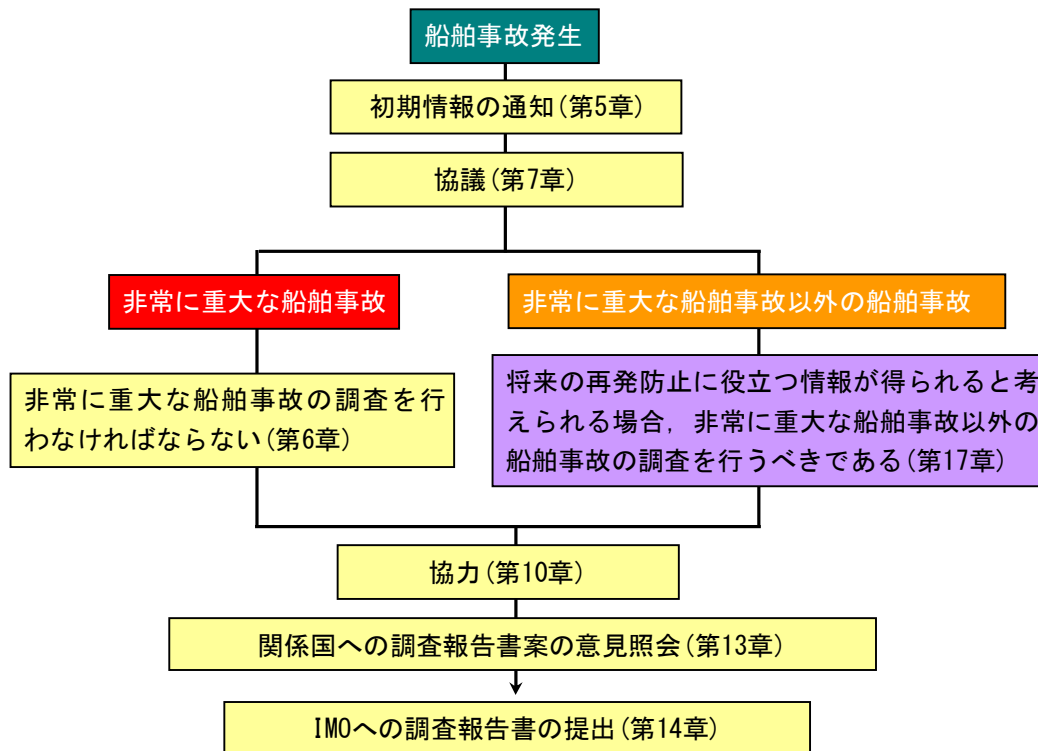 船舶事故発生
初期情報の通知(第5章)
協議(第7章)
非常に重大な船舶事故
非常に重大な船舶事故以外の船舶事故
非常に重大な船舶事故の調査を行
わなければならない(第6章)
将来の再発防止に役立つ情報が得られると考
えられる場合，非常に重大な船舶事故以外の
船舶事故の調査を行うべきである(第17章)
協力(第10章)
関係国への調査報告書案の意見照会(第13章)
IMOへの調査報告書の提出(第14章)